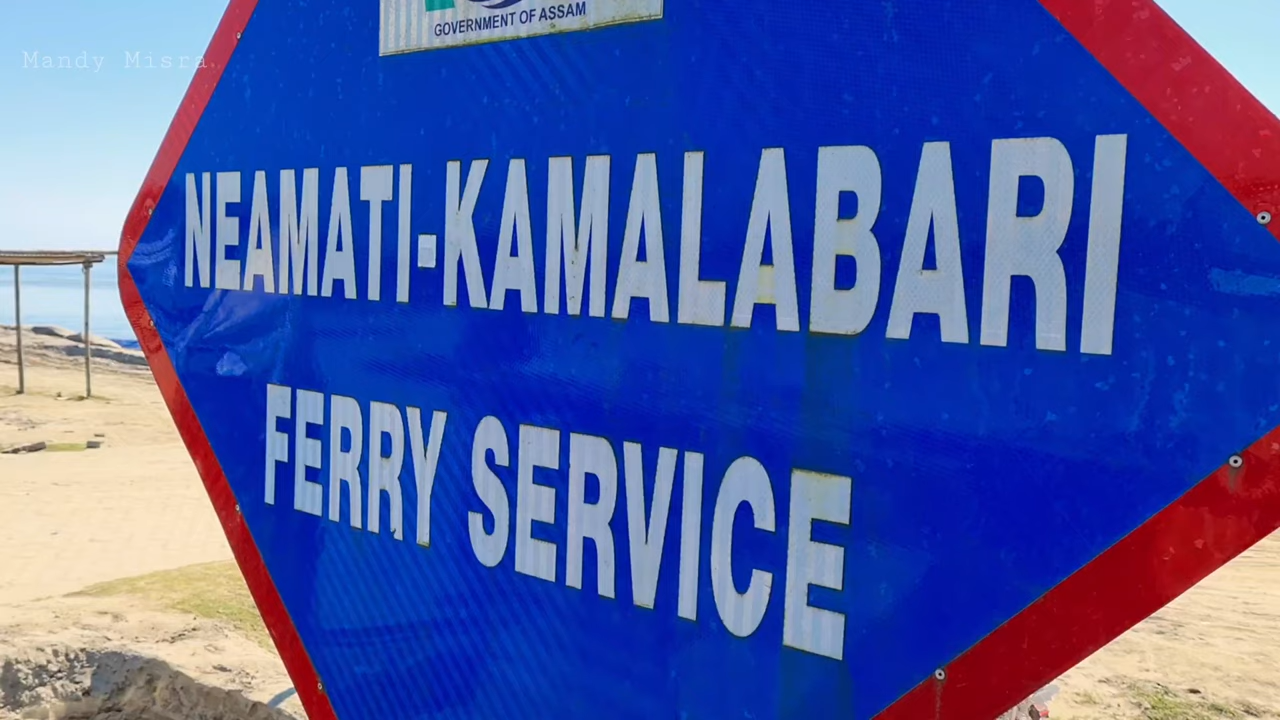 GOVERNMENT OF ASSAM
Mandy Misra
NEAMATI-KAMALABARI
FERRY SERVICE